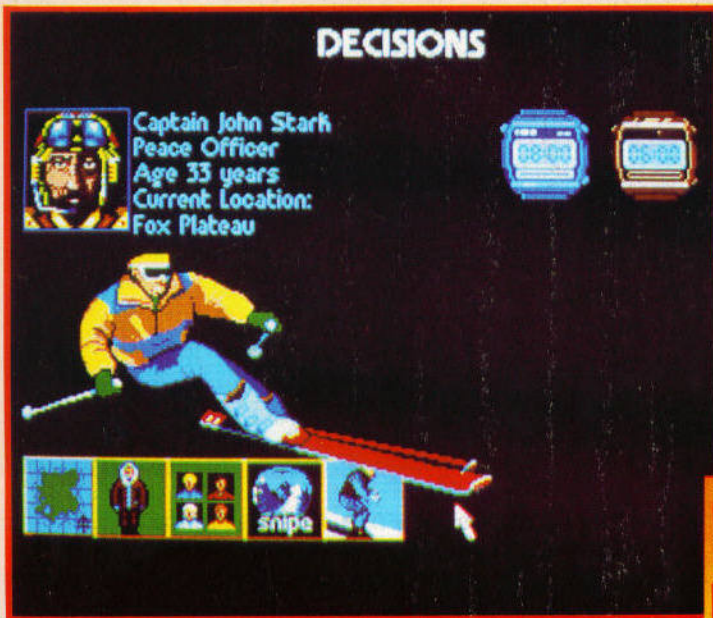 DECISIONS
Captain John Stark
Peace Officer
Age 33 years
Current Location:
Fox Plateau
08:00
06:00
snipe